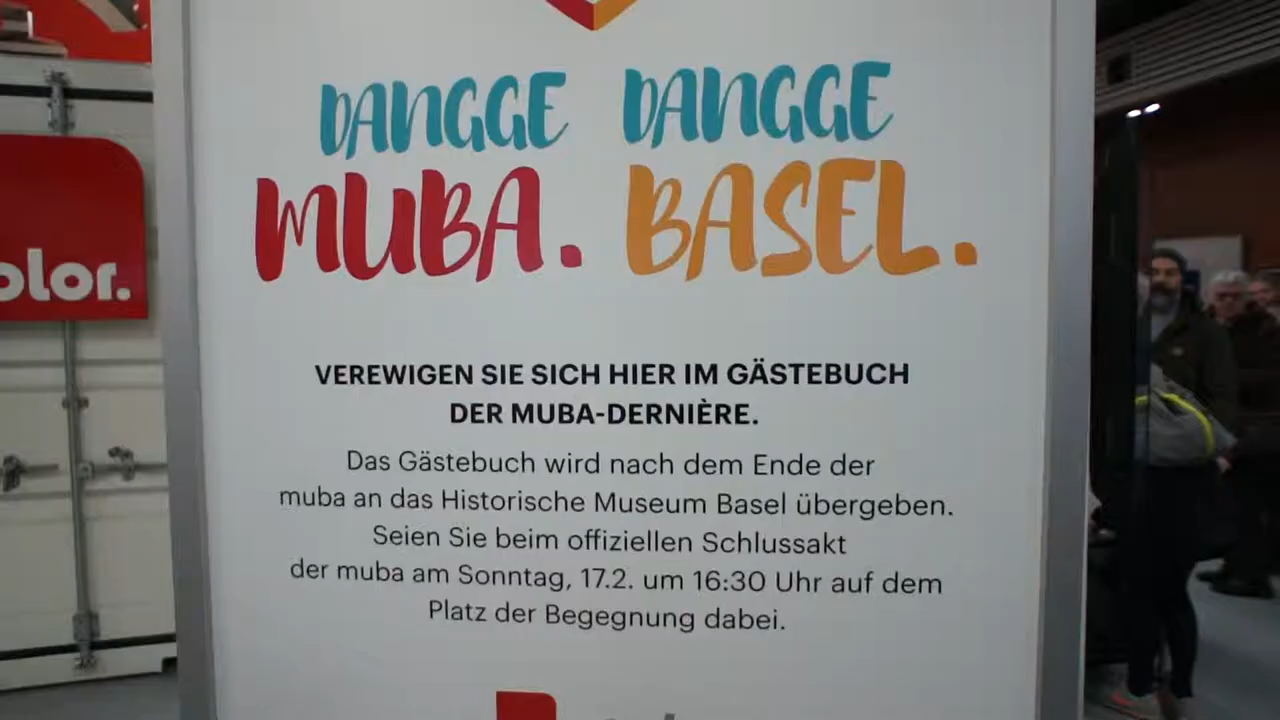 DANGGE DANGGE
MUBA. BASEL.
olor.
VEREWIGEN SIE SICH HIER IM GÄSTEBUCH
DER MUBA-DERNIÈRE.
Das Gästebuch wird nach dem Ende der
muba an das Historische Museum Basel übergeben.
Seien Sie beim offiziellen Schlussakt
der muba am Sonntag, 17.2. um 16:30 Uhr auf dem
Platz der Begegnung dabei.